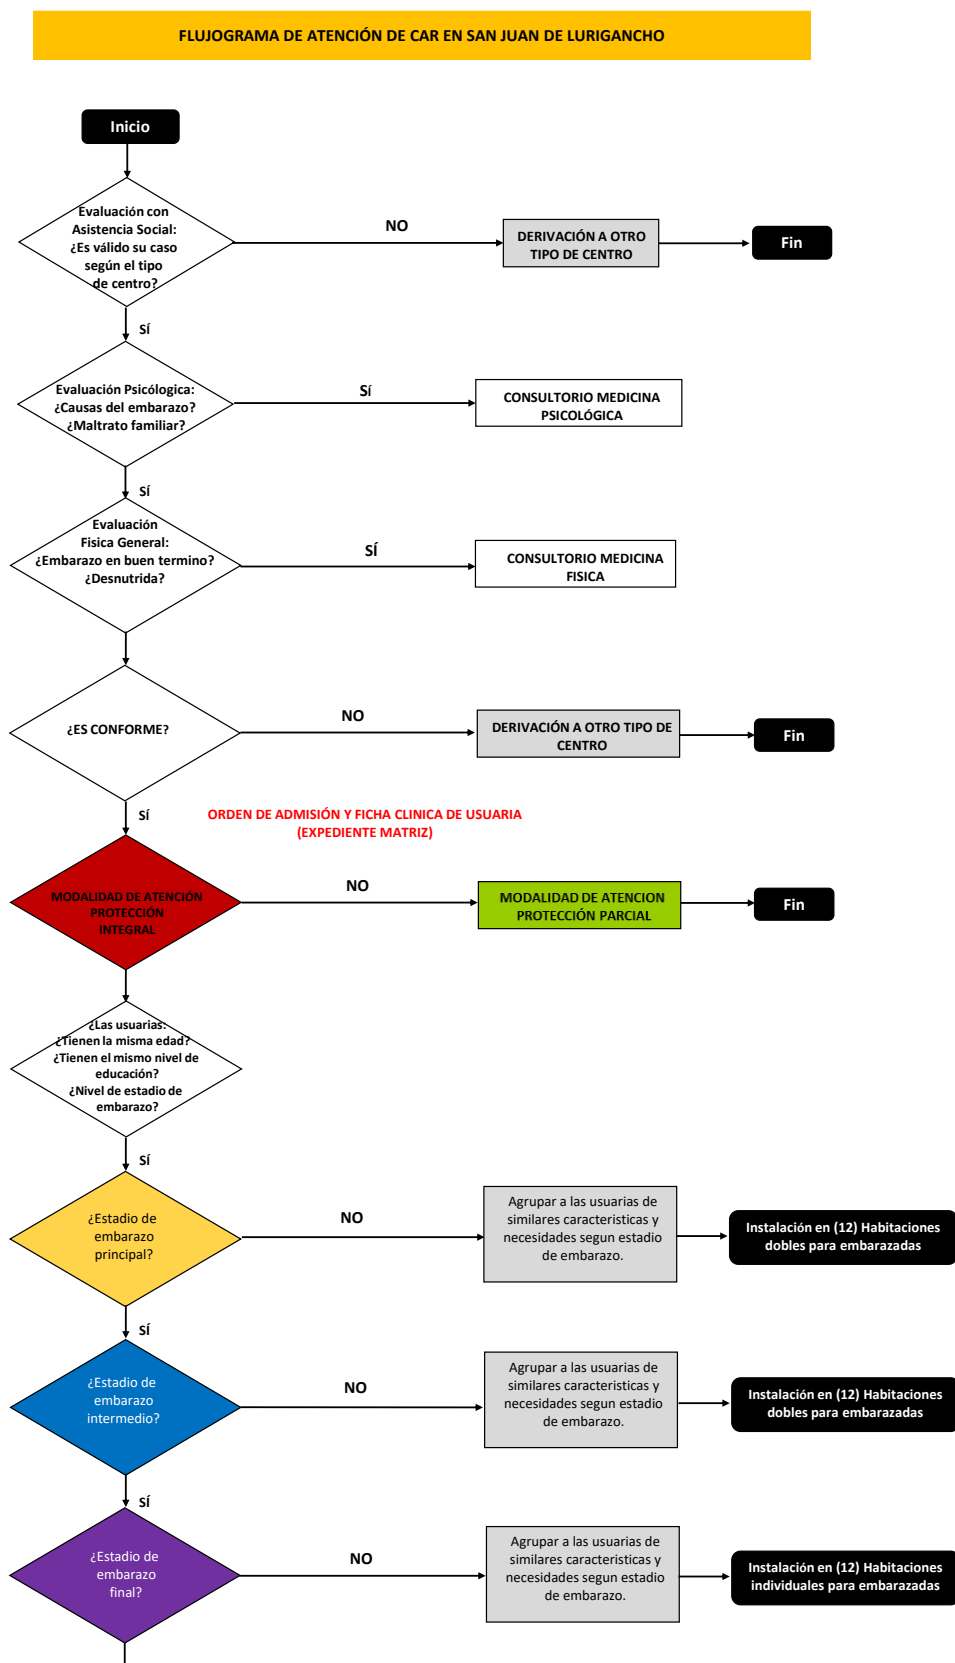 FLUJOGRAMA DE ATENCIÓN DE CAR EN SAN JUAN DE LURIGANCHO
Inicio
Evaluación con
Asistencia Social:
¿Es válido su caso
según el tipo
de centro?
NO
DERIVACIÓN A OTRO
TIPO DE CENTRO
Fin
SÍ
Evaluación Psicólogica:
¿Causas del embarazo?
¿Maltrato familiar?
Sí
CONSULTORIO MEDICINA
PSICOLÓGICA
SÍ
Evaluación
Fisica General:
¿Embarazo en buen termino?
¿Desnutrida?
SÍ
CONSULTORIO MEDICINA
FISICA
¿ES CONFORME?
NO
DERIVACIÓN A OTRO TIPO DE
CENTRO
Fin
SÍ
ORDEN DE ADMISIÓN Y FICHA CLINICA DE USUARIA
(EXPEDIENTE MATRIZ)
MODALIDAD DE ATENCIÓN
PROTECCIÓN
INTEGRAL
NO
MODALIDAD DE ATENCION
PROTECCIÓN PARCIAL
Fin
¿Las usuarias:
¿Tienen la misma edad?
¿Tienen el mismo nivel de
educación?
¿Nivel de estadio de
embarazo?
SÍ
¿Estadio de
embarazo
principal?
NO
Agrupar a las usuarias de
similares caracteristicas y
necesidades segun estadio
de embarazo.
Instalación en (12) Habitaciones
dobles para embarazadas
SÍ
¿Estadio de
embarazo
intermedio?
NO
Agrupar a las usuarias de
similares caracteristicas y
necesidades segun estadio
de embarazo.
Instalación en (12) Habitaciones
dobles para embarazadas
SÍ
¿Estadio de
embarazo
final?
NO
Agrupar a las usuarias de
similares caracteristicas y
necesidades segun estadio
de embarazo.
Instalación en (12) Habitaciones
individuales para embarazadas